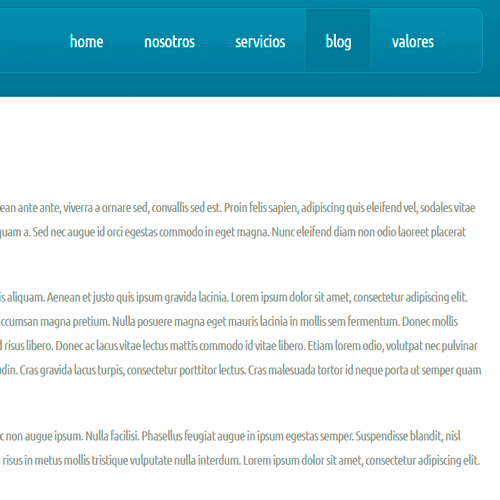 home nosotros servicios blog valores
ean ante ante, viverra a ornare sed, convallis sed est. Proin felis sapien, adipiscing quis eleifend vel, sodales vitae
quam a. Sed nec augue id orci egestas commodo in eget magna. Nunc eleifend diam non odio laoreet placerat
is aliquam. Aenean et justo quis ipsum gravida lacinia. Lorem ipsum dolor sit amet, consectetur adipiscing elit.
accumsan magna pretium. Nulla posuere magna eget mauris lacinia in mollis sem fermentum. Donec mollis
risus libero. Donec ac lacus vitae lectus mattis commodo id vitae libero. Etiam lorem odio, volutpat nec pulvinar
udin. Cras gravida lacus turpis, consectetur porttitor lectus. Cras malesuada tortor id neque porta ut semper quam
c non augue ipsum. Nulla facilisi. Phasellus feugiat augue in ipsum egestas semper. Suspendisse blandit, nisl
risus in metus mollis tristique vulputate nulla interdum. Lorem ipsum dolor sit amet, consectetur adipiscing elit.